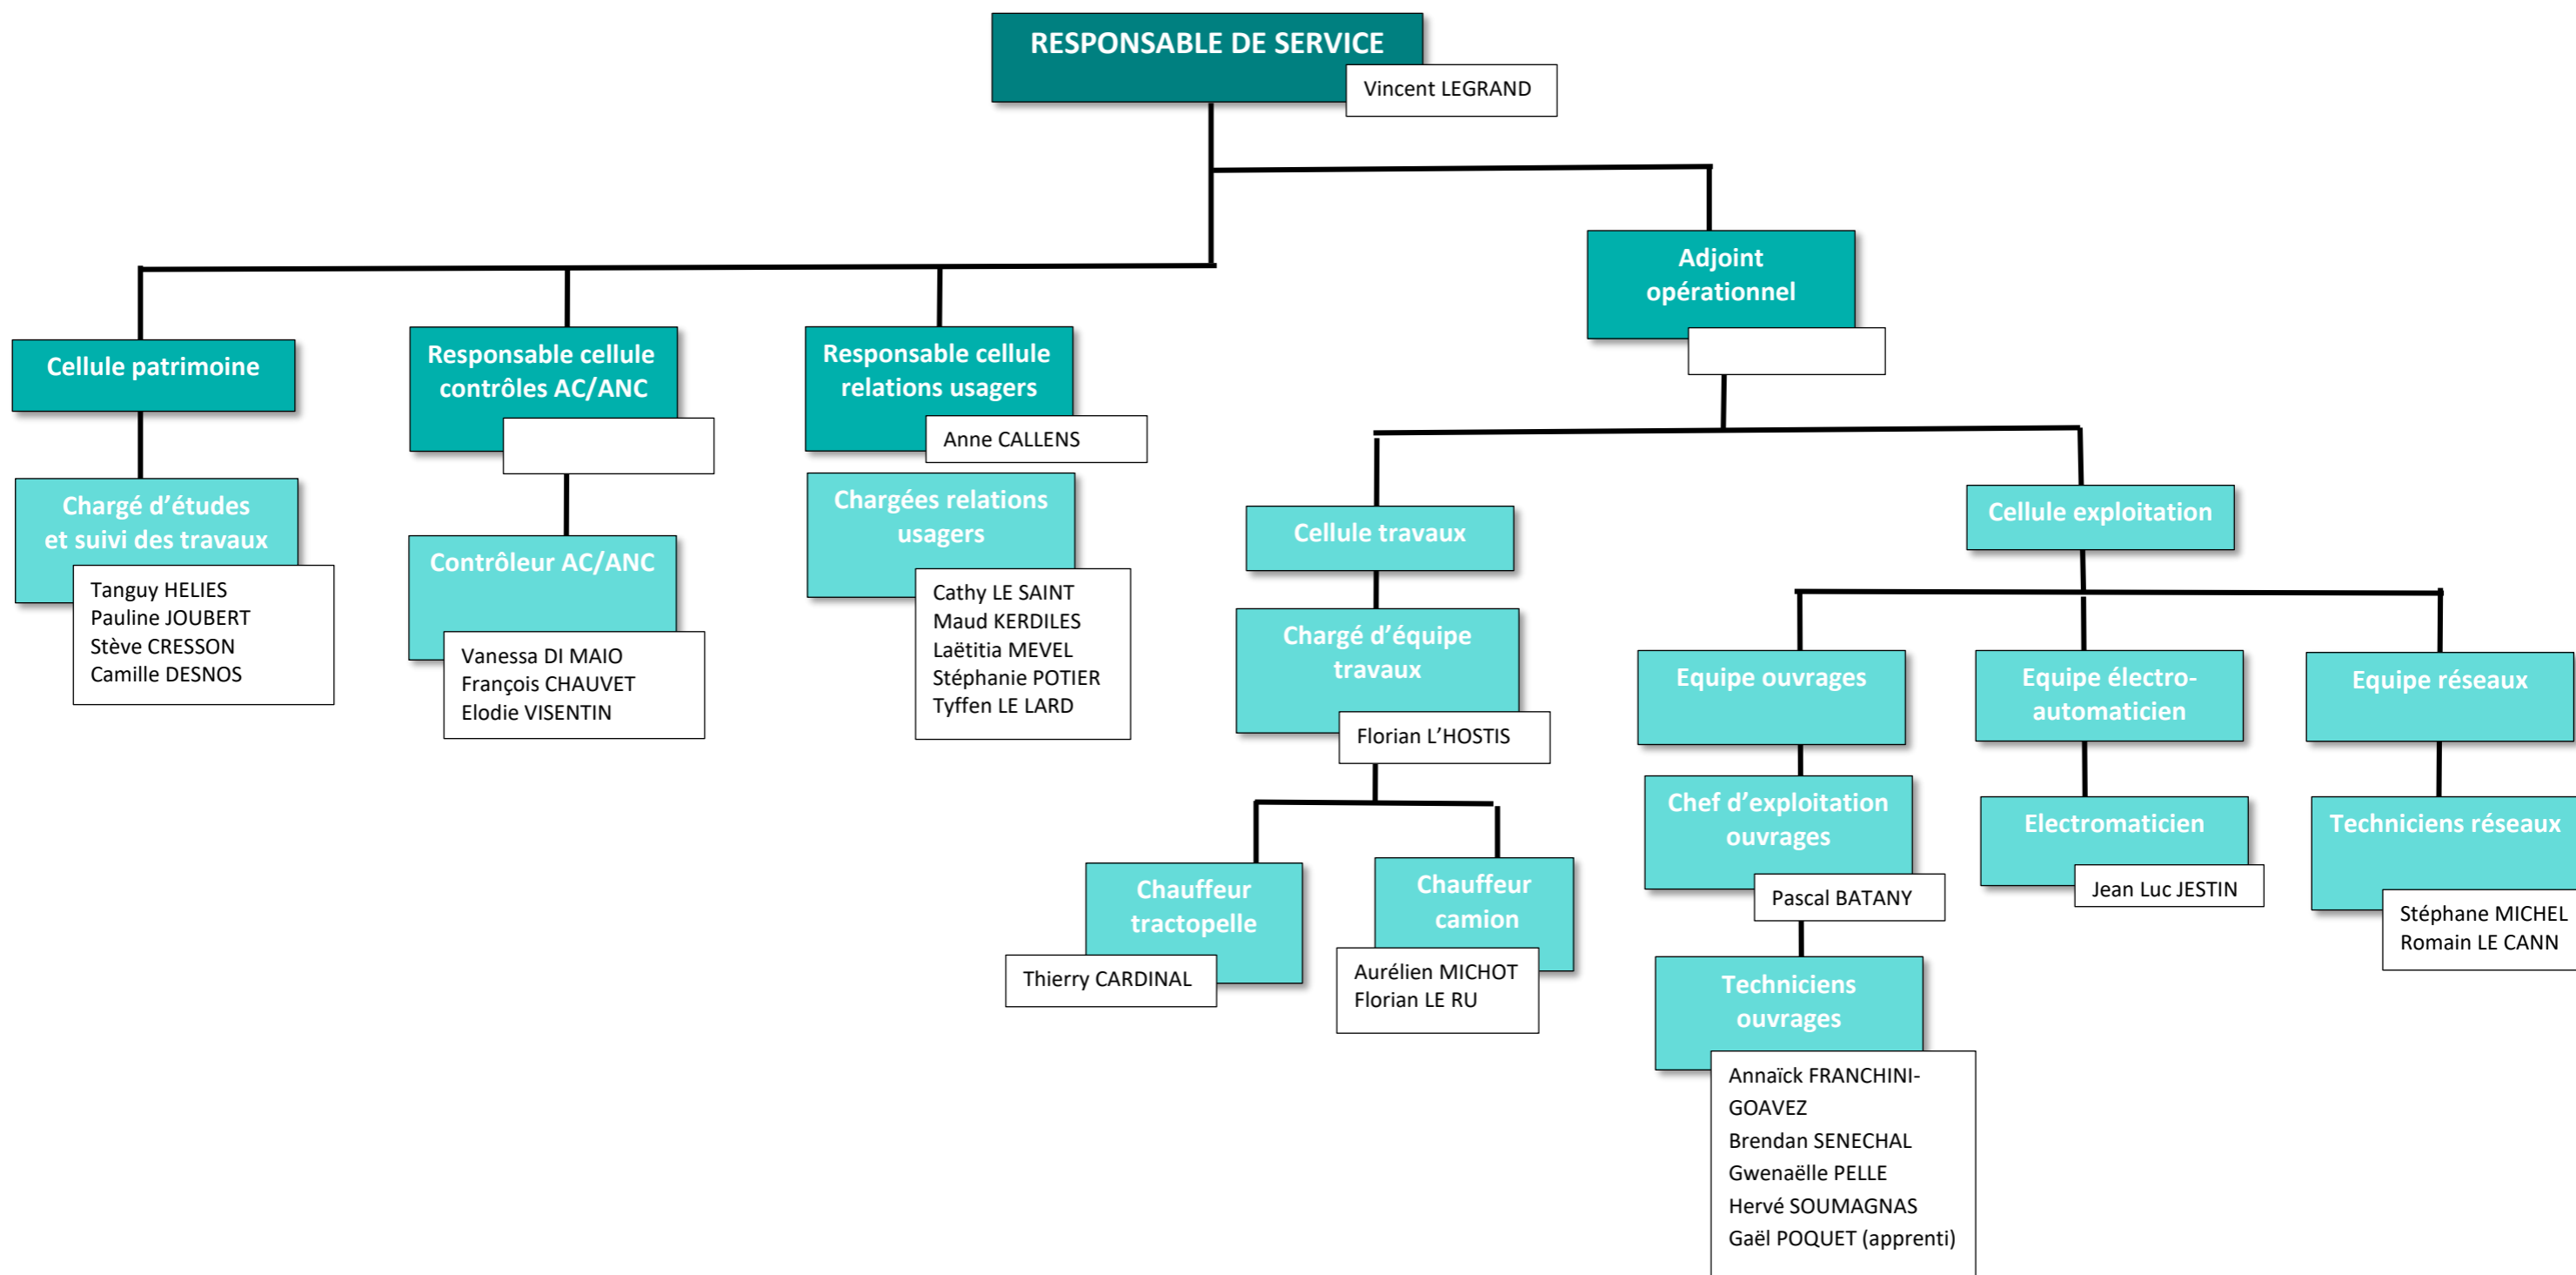 RESPONSABLE DE SERVICE
Vincent LEGRAND
Adjoint
opérationnel
Cellule patrimoine
Chargé d’études
et suivi des travaux
Tanguy HELIES
Pauline JOUBERT
Stève CRESSON
Camille DESNOS
Responsable cellule
contrôles AC/ANC
Contrôleur AC/ANC
Vanessa DI MAIO
François CHAUVET
Elodie VISENTIN
Responsable cellule
relations usagers
Anne CALLENS
Chargées relations
usagers
Cathy LE SAINT
Maud KERDILES
Laëtitia MEVEL
Stéphanie POTIER
Tyffen LE LARD
Cellule travaux
Chargé d’équipe
travaux
Florian L’HOSTIS
Chauffeur
tractopelle
Thierry CARDINAL
Chauffeur
camion
Aurélien MICHOT
Florian LE RU
Cellule exploitation
Equipe ouvrages
Chef d’exploitation
ouvrages
Pascal BATANY
Techniciens
ouvrages
Annaïck FRANCHINI-
GOAVEZ
Brendan SENECHAL
Gwenaëlle PELLE
Hervé SOUMAGNAS
Gaël POQUET (apprenti)
Equipe électro-
automaticien
Electromaticien
Jean Luc JESTIN
Equipe réseaux
Techniciens réseaux
Stéphane MICHEL
Romain LE CANN